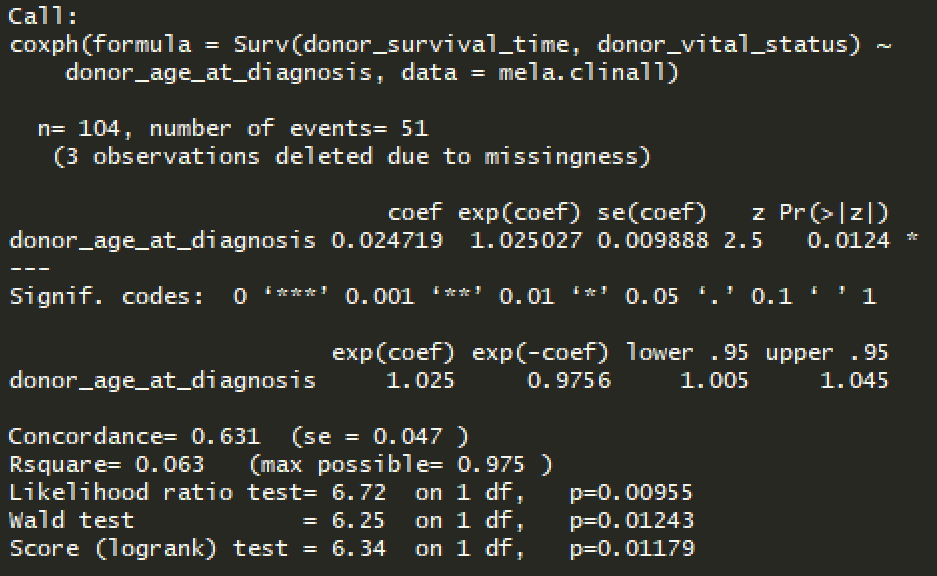 Call:
coxph(formula = Surv(donor_survival_time, donor_vital_status) ~
    donor_age_at_diagnosis, data = mela.clinall)

  n= 104, number of events= 51
   (3 observations deleted due to missingness)

                           coef exp(coef) se(coef)   z Pr(>|z|)
donor_age_at_diagnosis 0.024719  1.025027 0.009888 2.5   0.0124 *
---
Signif. codes:  0 ‘***’ 0.001 ‘**’ 0.01 ‘*’ 0.05 ‘.’ 0.1 ‘ ’ 1

                       exp(coef) exp(-coef) lower .95 upper .95
donor_age_at_diagnosis     1.025     0.9756     1.005     1.045

Concordance= 0.631  (se = 0.047 )
Rsquare= 0.063   (max possible= 0.975 )
Likelihood ratio test= 6.72  on 1 df,   p=0.00955
Wald test            = 6.25  on 1 df,   p=0.01243
Score (logrank) test = 6.34  on 1 df,   p=0.01179